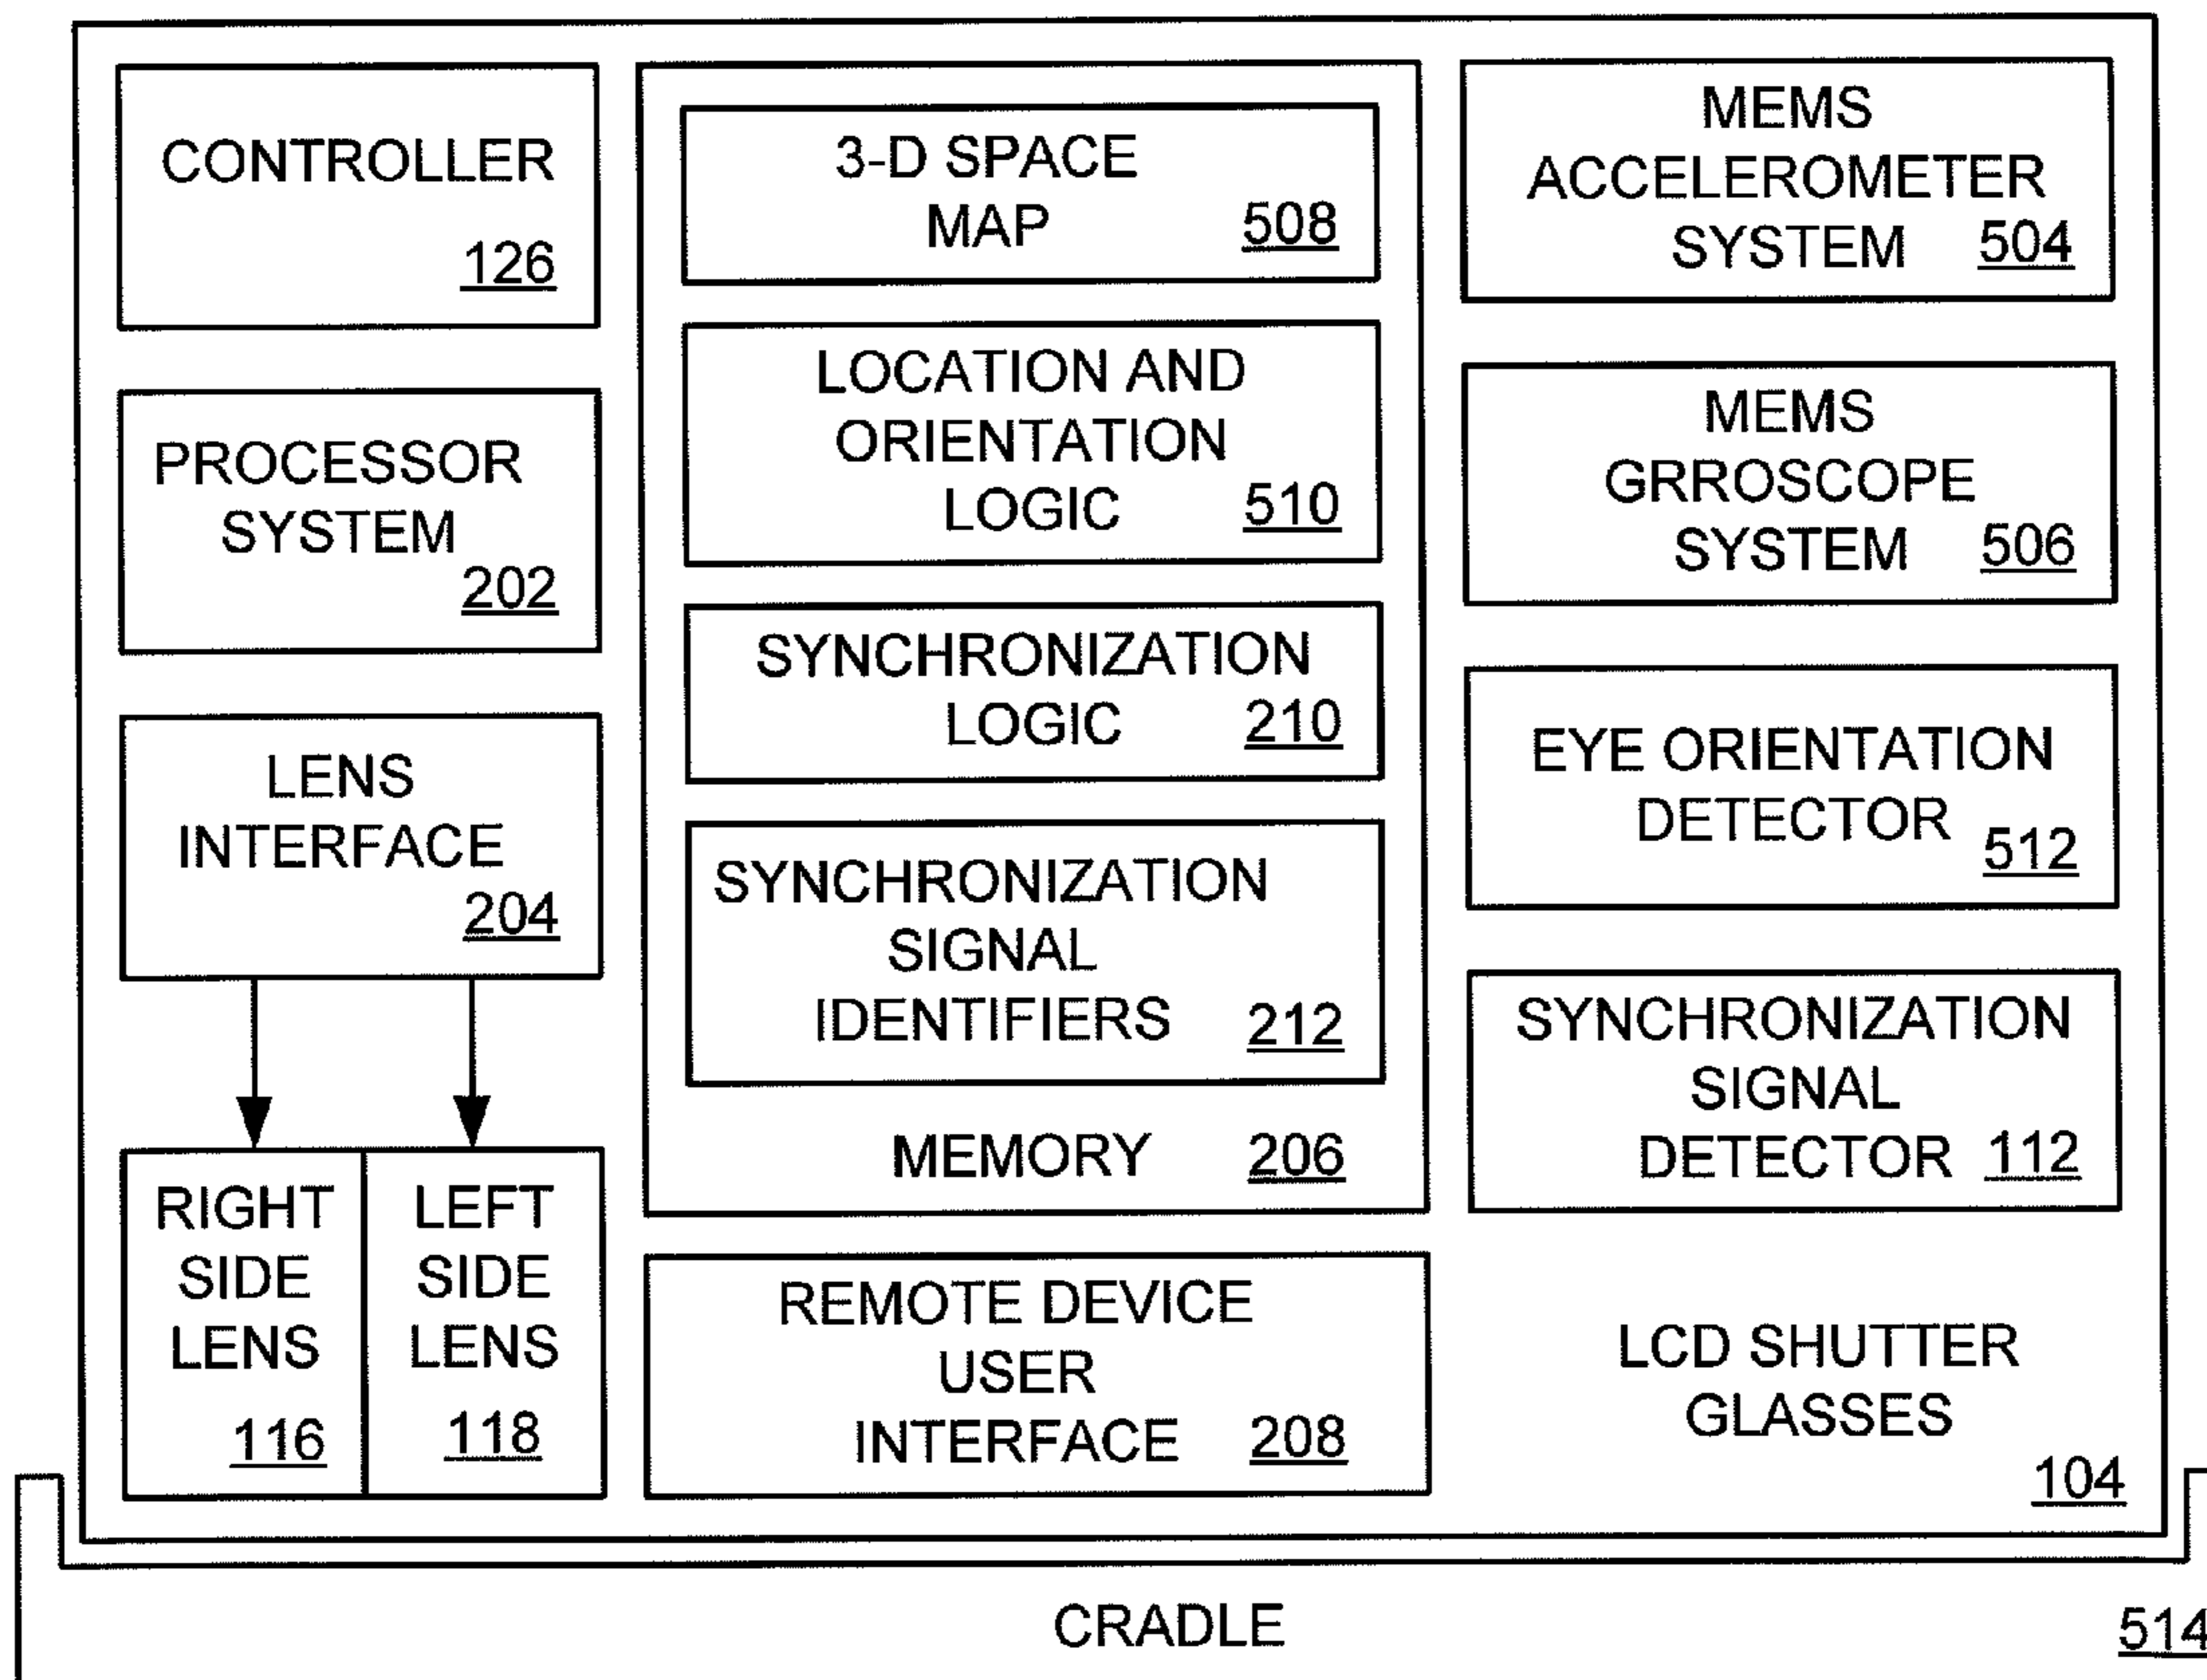 CONTROLLER
126
PROCESSOR
SYSTEM
202
LENS
INTERFACE
204
RIGHT
SIDE
LENS
116
LEFT
SIDE
LENS
118
3-D SPACE
MAP 508
LOCATION AND
ORIENTATION
LOGIC 510
SYNCHRONIZATION
LOGIC 210
SYNCHRONIZATION
SIGNAL
IDENTIFIERS 212
MEMORY 206
REMOTE DEVICE
USER
INTERFACE 208
MEMS
ACCELEROMETER
SYSTEM 504
MEMS
GRROSCOPE
SYSTEM 506
EYE ORIENTATION
DETECTOR 512
SYNCHRONIZATION
SIGNAL
DETECTOR 112
LCD SHUTTER
GLASSES
104
CRADLE 514